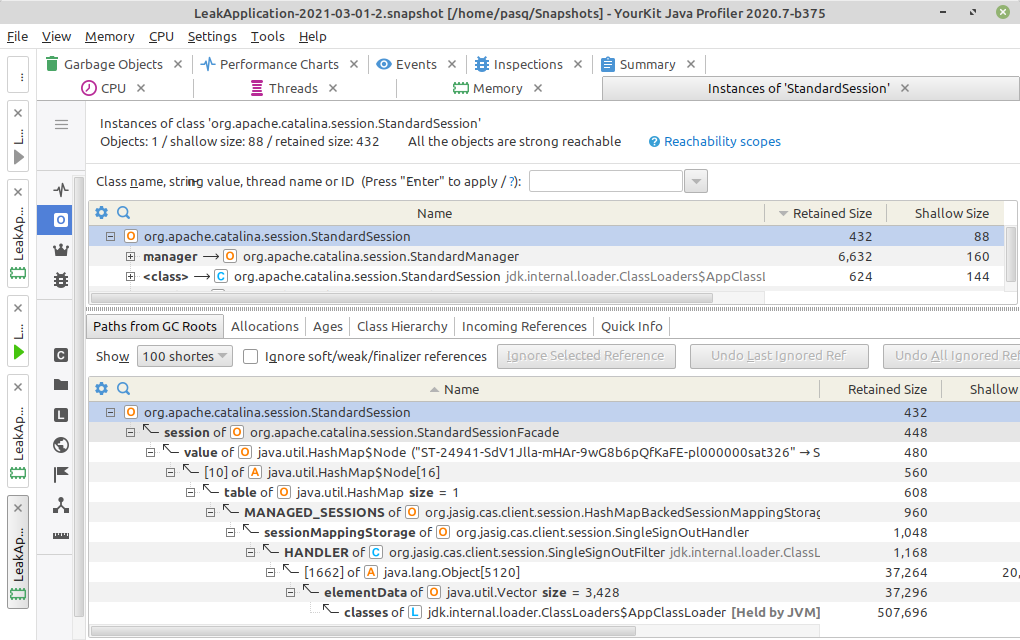 LeakApplication-2021-03-01-2.snapshot [/home/pasq/Snapshots] - YourKit Java Profiler 2020.7-b375
File View Memory CPU Settings Tools Help
Garbage Objects Performance Charts Events Inspections Summary
CPU Threads Memory Instances of 'StandardSession'
Instances of class 'org.apache.catalina.session.StandardSession'
Objects: 1 / shallow size: 88 / retained size: 432 All the objects are strong reachable ? Reachability scopes
Class name, string value, thread name or ID (Press "Enter" to apply / ?):
Name Retained Size Shallow Size
O org.apache.catalina.session.StandardSession 432 88
manager → O org.apache.catalina.session.StandardManager 6,632 160
<class> → C org.apache.catalina.session.StandardSession jdk.internal.loader.ClassLoaders$AppClassL 624 144
Paths from GC Roots Allocations Ages Class Hierarchy Incoming References Quick Info
Show 100 shortes Ignore soft/weak/finalizer references Ignore Selected Reference Undo Last Ignored Ref Undo All Ignored Ref
Name Retained Size Shallow
O org.apache.catalina.session.StandardSession 432
session of O org.apache.catalina.session.StandardSessionFacade 448
value of O java.util.HashMap$Node ("ST-24941-SdV1Jlla-mHAr-9wG8b6pQfKaFE-pl000000sat326" → S 480
[10] of A java.util.HashMap$Node[16] 560
table of O java.util.HashMap size = 1 608
MANAGED_SESSIONS of O org.jasig.cas.client.session.HashMapBackedSessionMappingStorag 960
sessionMappingStorage of O org.jasig.cas.client.session.SingleSignOutHandler 1,048
HANDLER of C org.jasig.cas.client.session.SingleSignOutFilter jdk.internal.loader.ClassL 1,168
[1662] of A java.lang.Object[5120] 37,264 20,
elementData of O java.util.Vector size = 3,428 37,296
classes of L jdk.internal.loader.ClassLoaders$AppClassLoader [Held by JVM] 507,696
...
L...
LeakAp...
L...
LeakAp...
LeakAp...
O
C
L